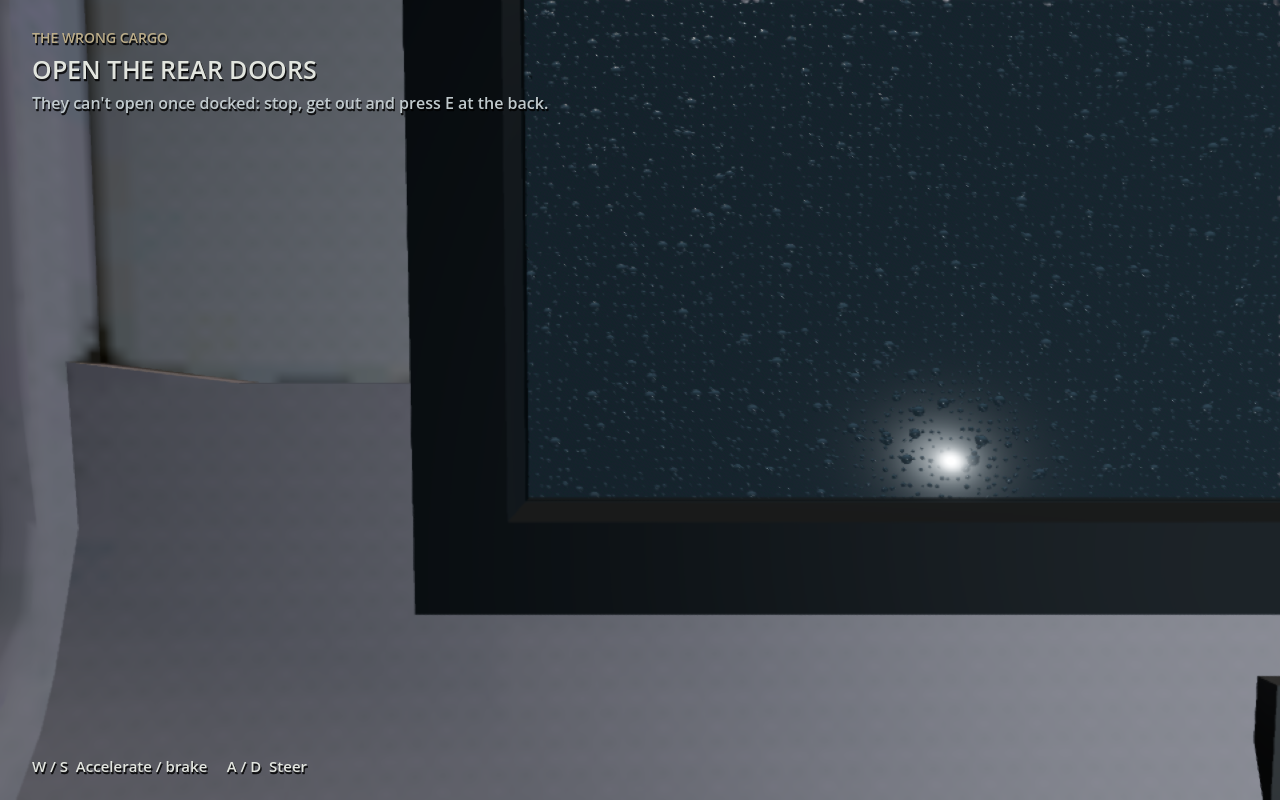 THE WRONG CARGO
OPEN THE REAR DOORS
They can't open once docked: stop, get out and press E at the back.
W / S Accelerate / brake A / D Steer